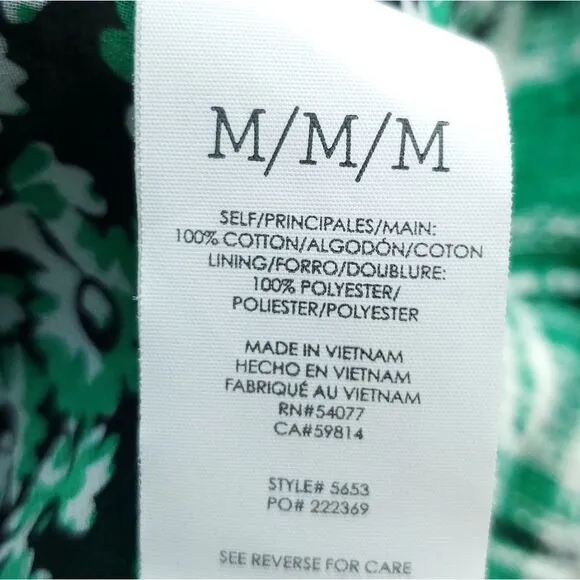 M/M/M
SELF/PRINCIPALES/MAIN:
100% COTTON/ALGODÓN/COTON
LINING/FORRO/DOUBLURE:
100% POLYESTER/
POLIESTER/POLYESTER
MADE IN VIETNAM
HECHO EN VIETNAM
FABRIQUÉ AU VIETNAM
RN#54077
CA#59814
STYLE# 5653
PO# 222369
SEE REVERSE FOR CARE